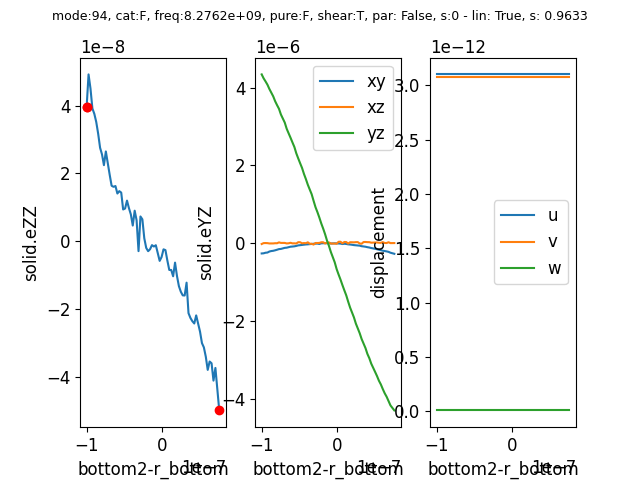 mode:94, cat:F, freq:8.2762e+09, pure:F, shear:T, par: False, s:0 - lin: True, s: 0.9633
1e−8
4
2
0
−2
−4
solid.eZZ
−1
0
1e−7
bottom2-r_bottom
1e−6
4
2
0
−2
−4
solid.eYZ
xy
xz
yz
−1
0
1e−7
bottom2-r_bottom
1e−12
3.0
2.5
2.0
1.5
1.0
0.5
0.0
displacement
u
v
w
−1
0
1e−7
bottom2-r_bottom